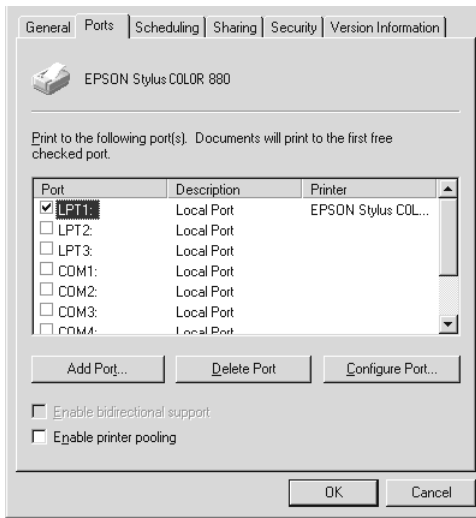 General Ports Scheduling Sharing Security Version Information
EPSON Stylus COLOR 880
Print to the following port(s). Documents will print to the first free
checked port.
Port Description Printer
LPT1: Local Port EPSON Stylus COL...
LPT2: Local Port
LPT3: Local Port
COM1: Local Port
COM2: Local Port
COM3: Local Port
COM4: Local Port
Add Port... Delete Port Configure Port...
Enable bidirectional support
Enable printer pooling
OK Cancel